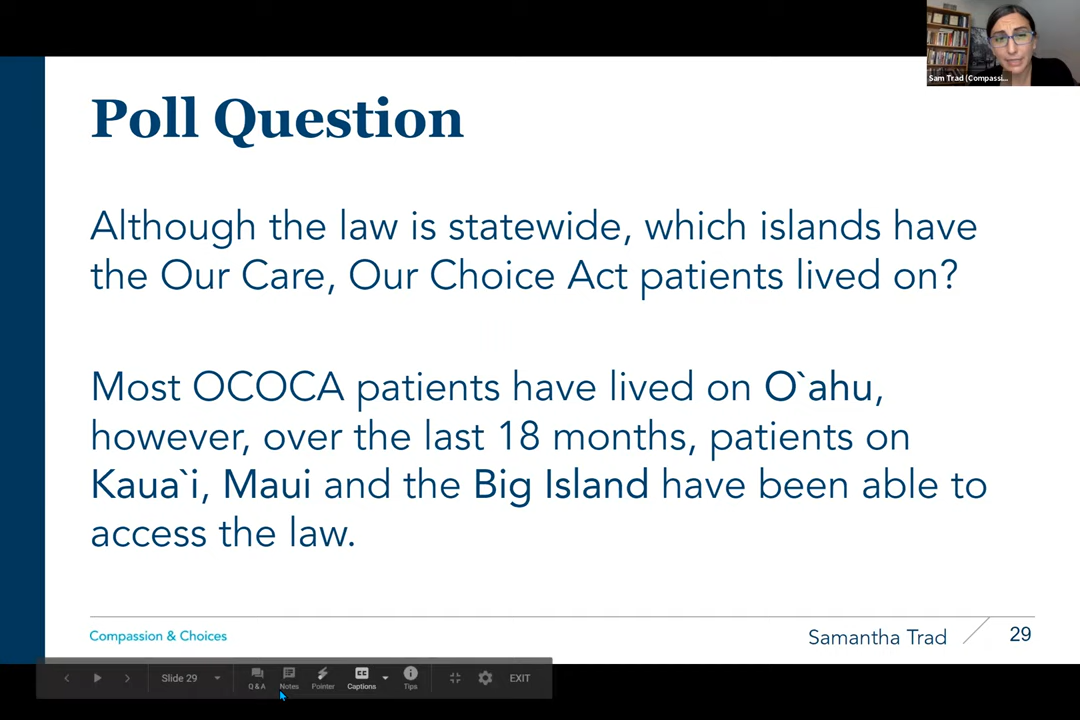 Sam Trad (Compassi...
Poll Question
Although the law is statewide, which islands have
the Our Care, Our Choice Act patients lived on?
Most OCOCA patients have lived on O`ahu,
however, over the last 18 months, patients on
Kaua`i, Maui and the Big Island have been able to
access the law.
Compassion & Choices
Samantha Trad
29
Slide 29
Q & A
Notes
Pointer
CC
Captions
Tips
EXIT